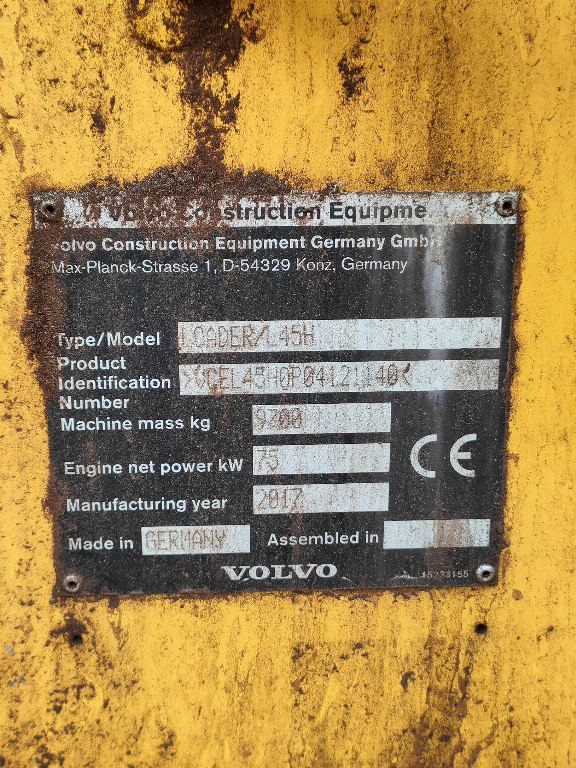 Volvo Construction Equipme
olvo Construction Equipment Germany Gmb
Max-Planck-Strasse 1, D-54329 Konz, Germany
Type/Model LOADER/L45H
Product
Identification >VCEL45H0P04121140<
Number
Machine mass kg 9700
Engine net power kW 75
CE
Manufacturing year 2017
Made in GERMANY Assembled in
VOLVO